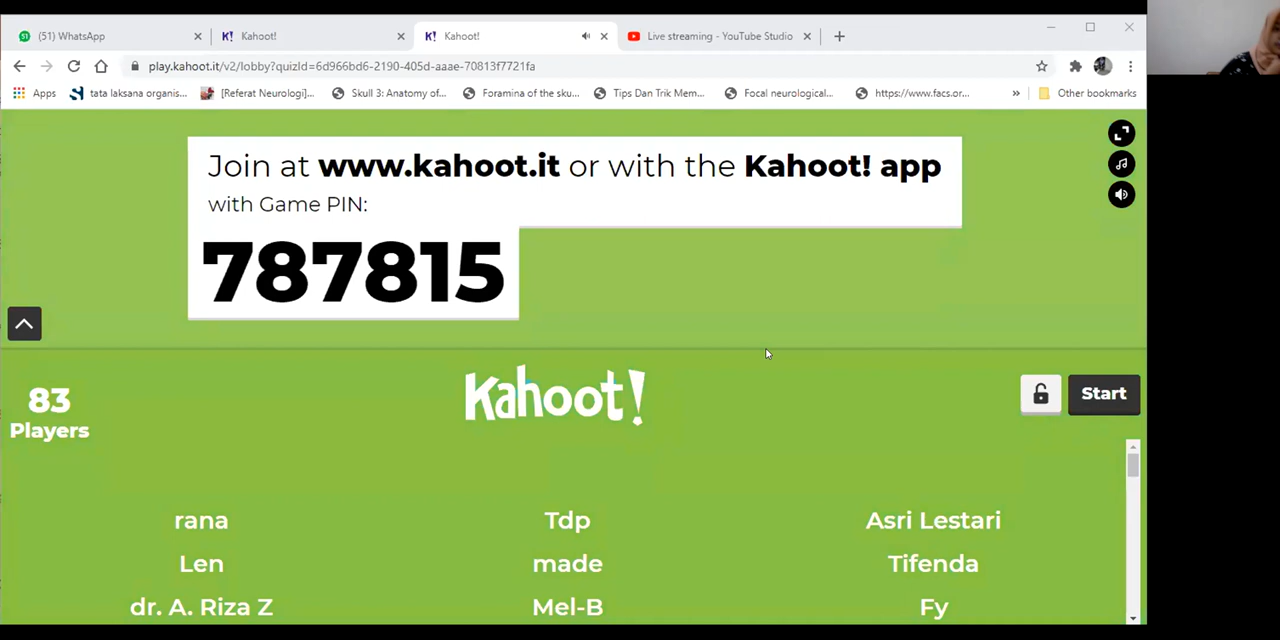 (51) WhatsApp
Kahoot!
Kahoot!
Live streaming - YouTube Studio
play.kahoot.it/v2/lobby?quizId=6d966bd6-2190-405d-aaae-70813f7721fa
Apps
tata laksana organis...
[Referat Neurologi]...
Skull 3: Anatomy of...
Foramina of the sku...
Tips Dan Trik Mem...
Focal neurological...
https://www.facs.or...
»
Other bookmarks
Join at www.kahoot.it or with the Kahoot! app
with Game PIN:
787815
83
Players
Kahoot!
Start
rana Tdp Asri Lestari
Len made Tifenda
dr. A. Riza Z Mel-B Fy